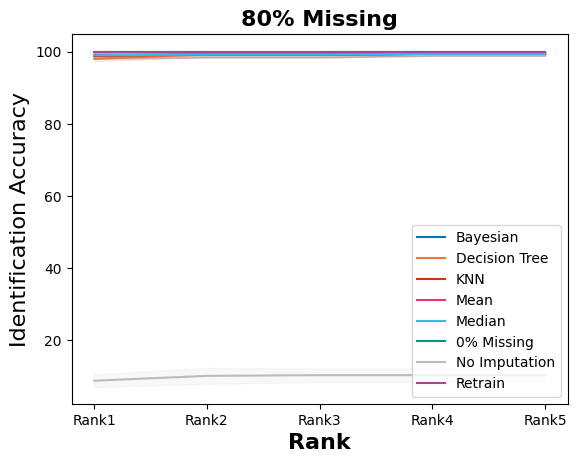 80% Missing
Identification Accuracy
100
80
60
40
20
Bayesian
Decision Tree
KNN
Mean
Median
0% Missing
No Imputation
Retrain
Rank1 Rank2 Rank3 Rank4 Rank5
Rank